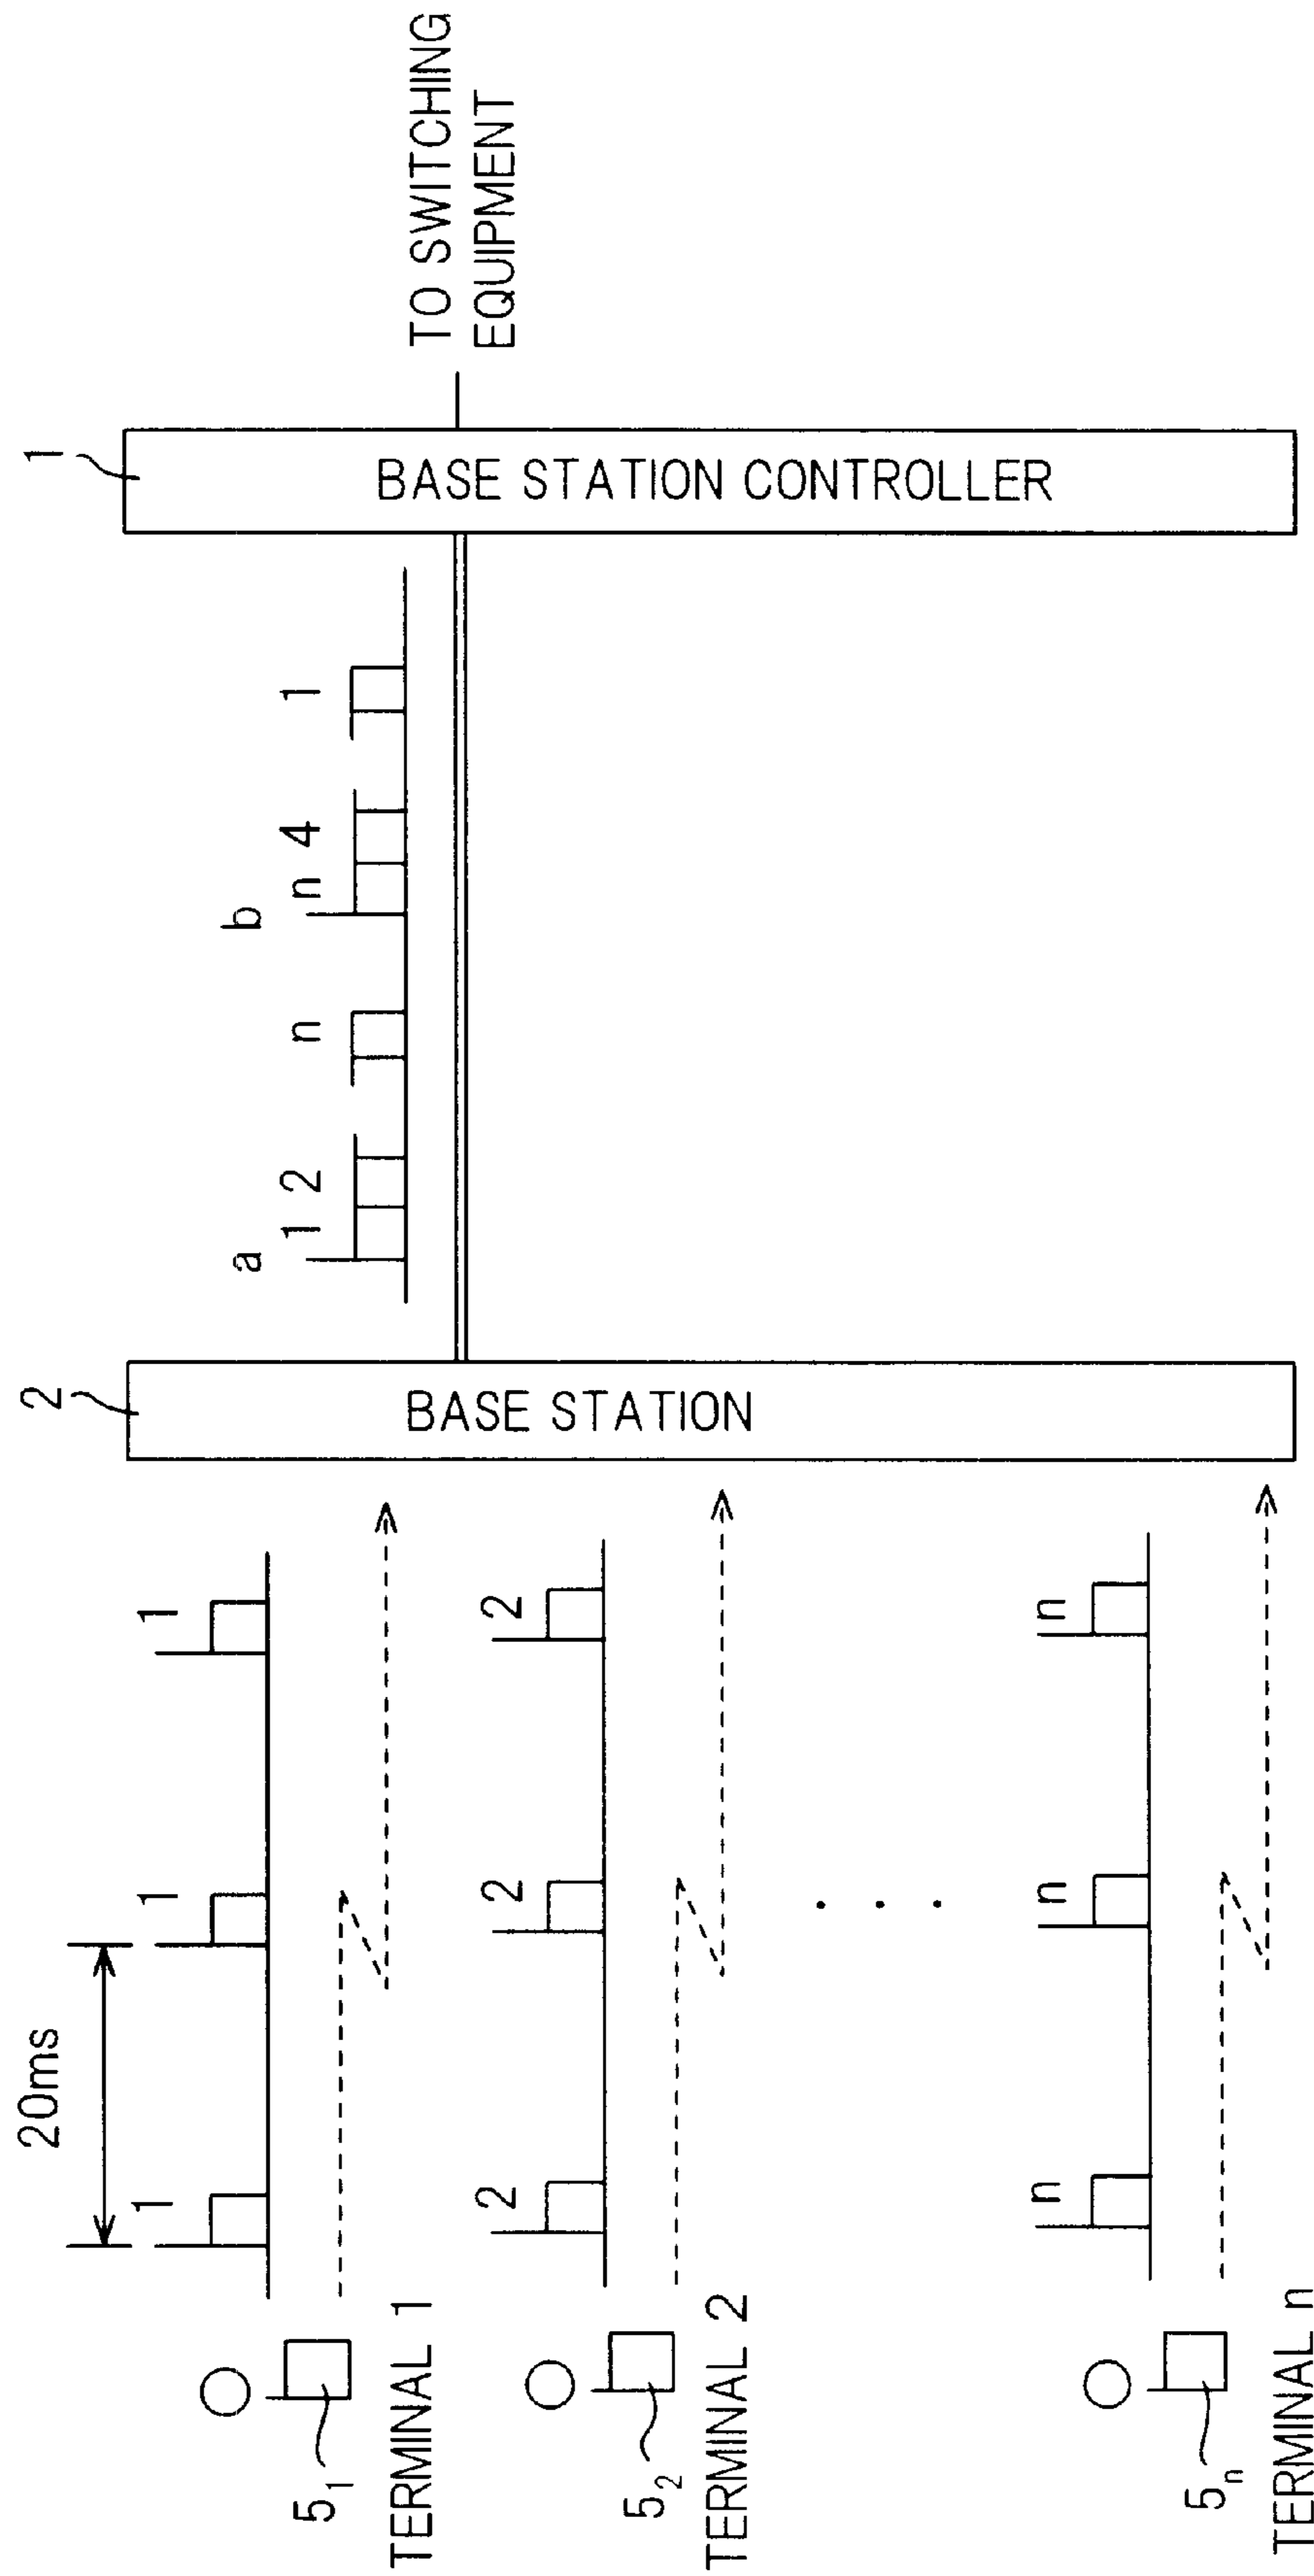 20ms
1 1 1
5₁
TERMINAL 1
2 2 2
5₂
TERMINAL 2
. . .
n n n
5ₙ
TERMINAL n
2
BASE STATION
a b
1 2 n n 4 1
1
BASE STATION CONTROLLER
TO SWITCHING
EQUIPMENT